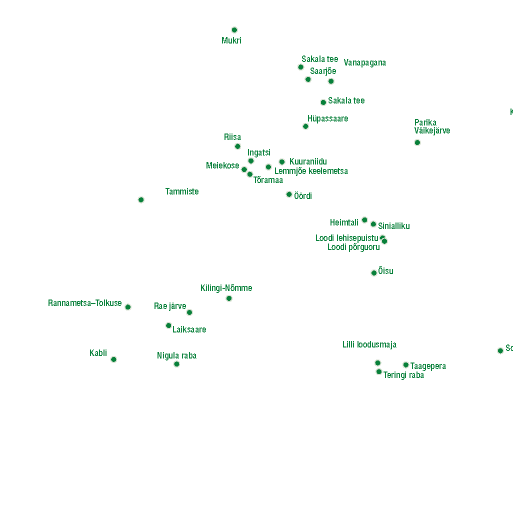 Mukri
Sakala tee
Vanapagana
Saarjõe
Sakala tee
Hüpassaare
Parika
Väikejärve
Riisa
Ingatsi
Kuuraniidu
Meiekose
Lemmjõe keelemetsa
Tõramaa
Tammiste
Öördi
Heimtali
Sinialliku
Loodi lehisepuistu
Loodi põrguoru
Õisu
Kilingi-Nõmme
Rannametsa–Tolkuse
Rae järve
Laiksaare
Lilli loodusmaja
Kabli
Nigula raba
Taagepera
Teringi raba